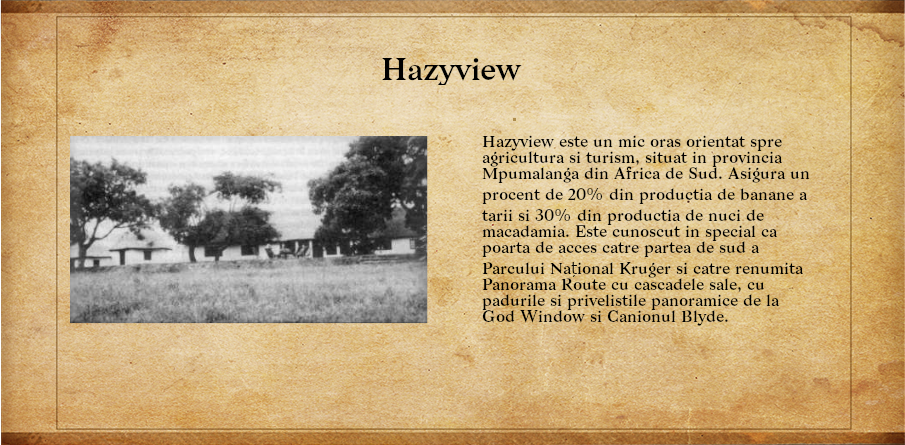 Hazyview
Hazyview este un mic oras orientat spre
agricultura si turism, situat in provincia
Mpumalanga din Africa de Sud. Asigura un
procent de 20% din producția de banane a
tarii si 30% din productia de nuci de
macadamia. Este cunoscut in special ca
poarta de acces catre partea de sud a
Parcului Național Kruger si catre renumita
Panorama Route cu cascadele sale, cu
padurile si privelistile panoramice de la
God Window si Canionul Blyde.